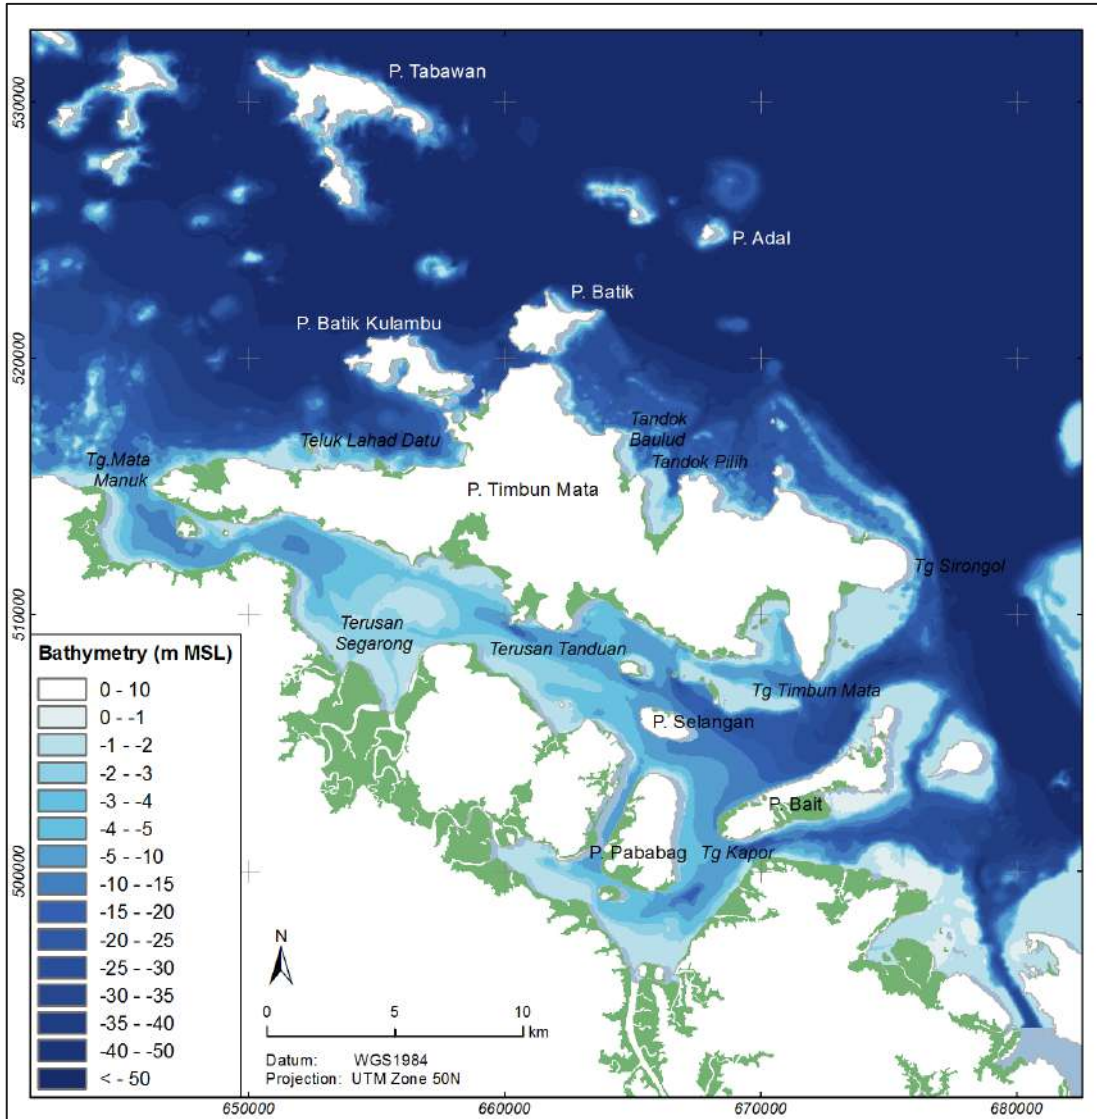 P. Tabawan
P. Adal
P. Batik
P. Batik Kulambu
Tandok
Baulud
Teluk Lahad Datu
Tandok Pilih
Tg.Mata
Manuk
P. Timbun Mata
Tg Sirongol
Terusan
Segarong
Terusan Tanduan
Tg Timbun Mata
P. Selangan
P. Bait
P. Pababag
Tg Kapor
530000
520000
510000
500000
Bathymetry (m MSL)
0 - 10
0 - -1
-1 - -2
-2 - -3
-3 - -4
-4 - -5
-5 - -10
-10 - -15
-15 - -20
-20 - -25
-25 - -30
-30 - -35
-35 - -40
-40 - -50
< - 50
N
0 5 10
km
Datum: WGS1984
Projection: UTM Zone 50N
650000 660000 670000 680000